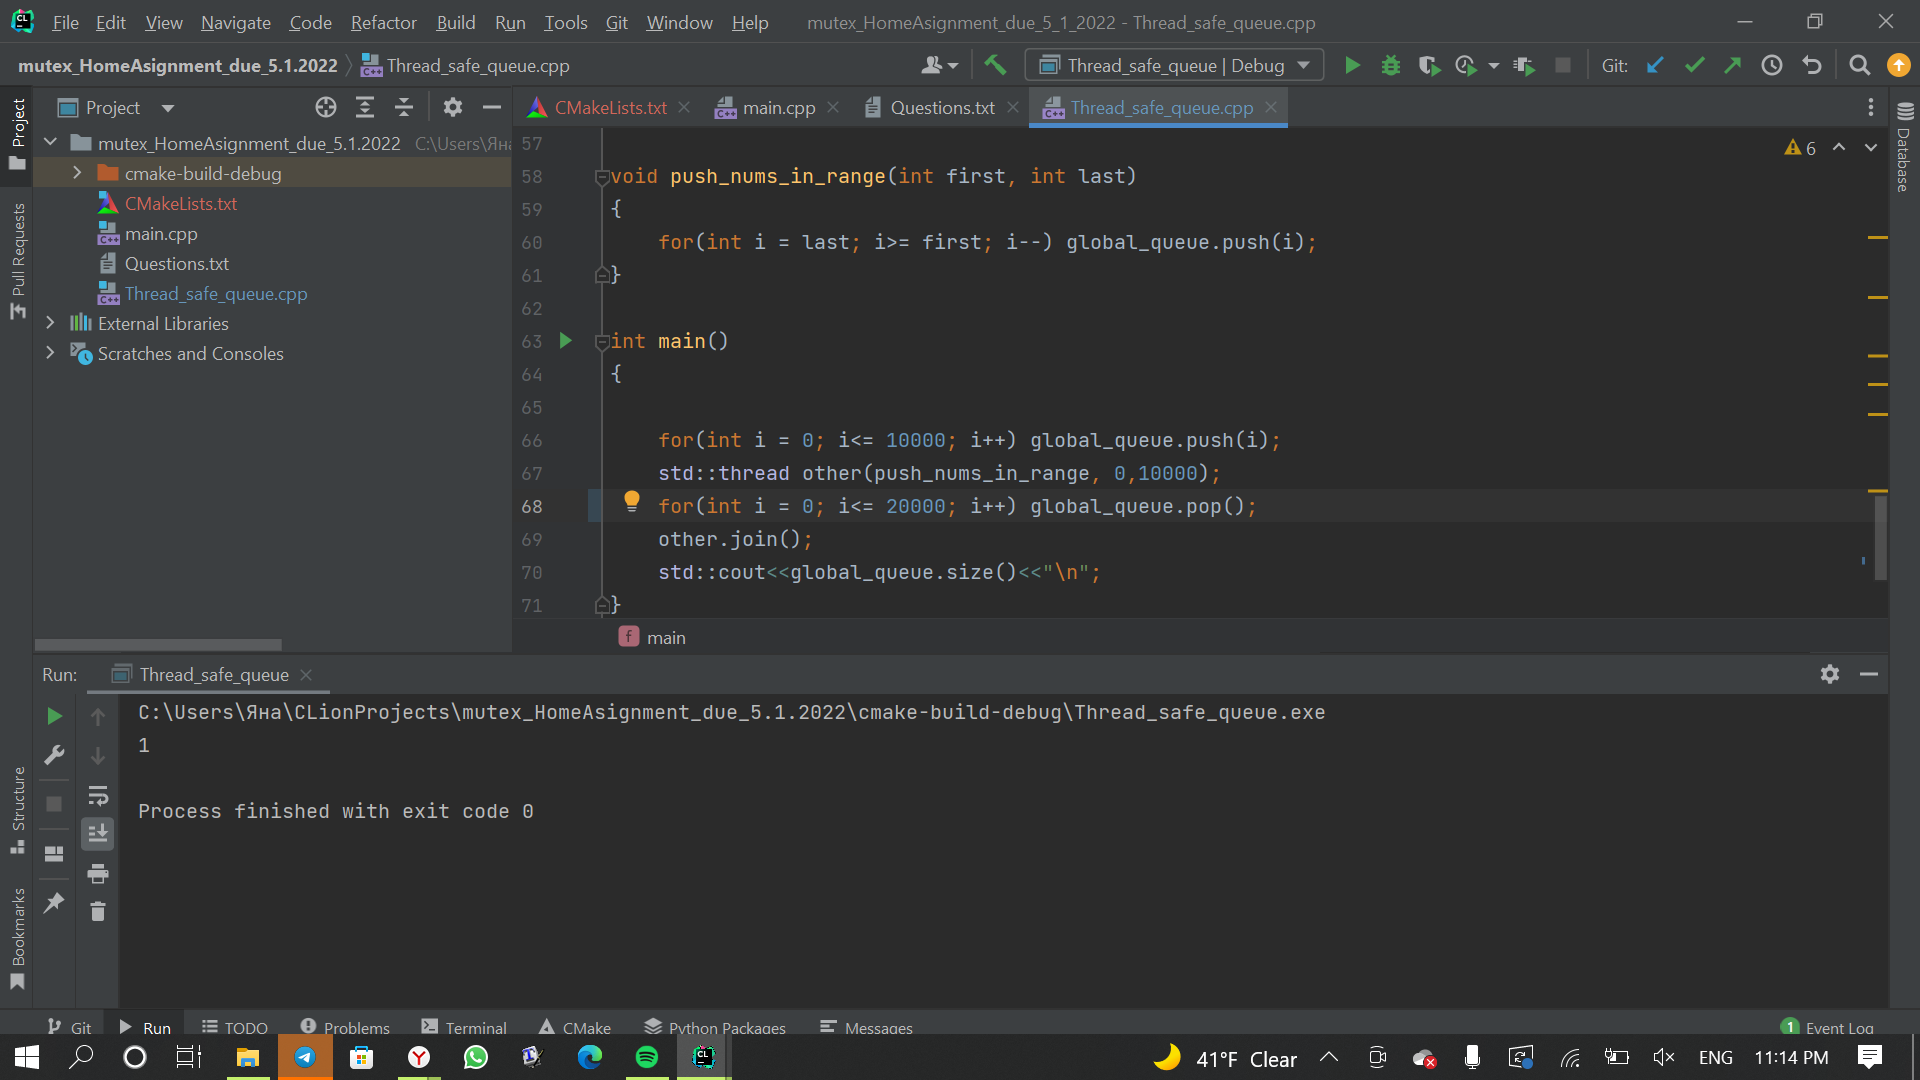 File Edit View Navigate Code Refactor Build Run Tools Git Window Help mutex_HomeAsignment_due_5_1_2022 - Thread_safe_queue.cpp
mutex_HomeAsignment_due_5.1.2022 Thread_safe_queue.cpp Thread_safe_queue | Debug Git:
Project CMakeLists.txt main.cpp Questions.txt Thread_safe_queue.cpp
mutex_HomeAsignment_due_5.1.2022 C:\Users\Яна
cmake-build-debug
CMakeLists.txt
main.cpp
Questions.txt
Thread_safe_queue.cpp
External Libraries
Scratches and Consoles
Project
Pull Requests
Structure
Bookmarks
Database
6
57
58 void push_nums_in_range(int first, int last)
59 {
60 for(int i = last; i>= first; i--) global_queue.push(i);
61 }
62
63 int main()
64 {
65
66 for(int i = 0; i<= 10000; i++) global_queue.push(i);
67 std::thread other(push_nums_in_range, 0,10000);
68 for(int i = 0; i<= 20000; i++) global_queue.pop();
69 other.join();
70 std::cout<<global_queue.size()<<"\n";
71 }
f main
Run: Thread_safe_queue
C:\Users\Яна\CLionProjects\mutex_HomeAsignment_due_5.1.2022\cmake-build-debug\Thread_safe_queue.exe
1
Process finished with exit code 0
Git Run TODO Problems Terminal CMake Python Packages Messages 1 Event Log
41°F Clear ENG 11:14 PM